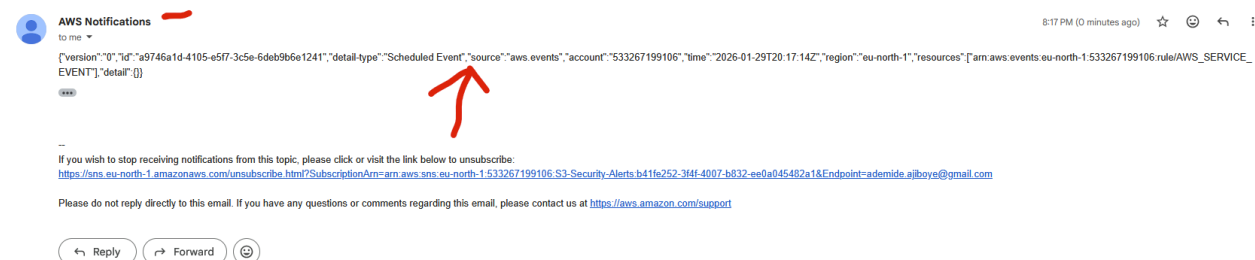 AWS Notifications
8:17 PM (0 minutes ago)
to me
{"version":"0","id":"a9746a1d-4105-e5f7-3c5e-6deb9b6e1241","detail-type":"Scheduled Event","source":"aws.events","account":"533267199106","time":"2026-01-29T20:17:14Z","region":"eu-north-1","resources":["arn:aws:events:eu-north-1:533267199106:rule/AWS_SERVICE_
EVENT"],"detail":{}}
--
If you wish to stop receiving notifications from this topic, please click or visit the link below to unsubscribe:
https://sns.eu-north-1.amazonaws.com/unsubscribe.html?SubscriptionArn=arn:aws:sns:eu-north-1:533267199106:S3-Security-Alerts:b41fe252-3f4f-4007-b832-ee0a045482a1&Endpoint=ademide.ajiboye@gmail.com
Please do not reply directly to this email. If you have any questions or comments regarding this email, please contact us at https://aws.amazon.com/support
Reply
Forward